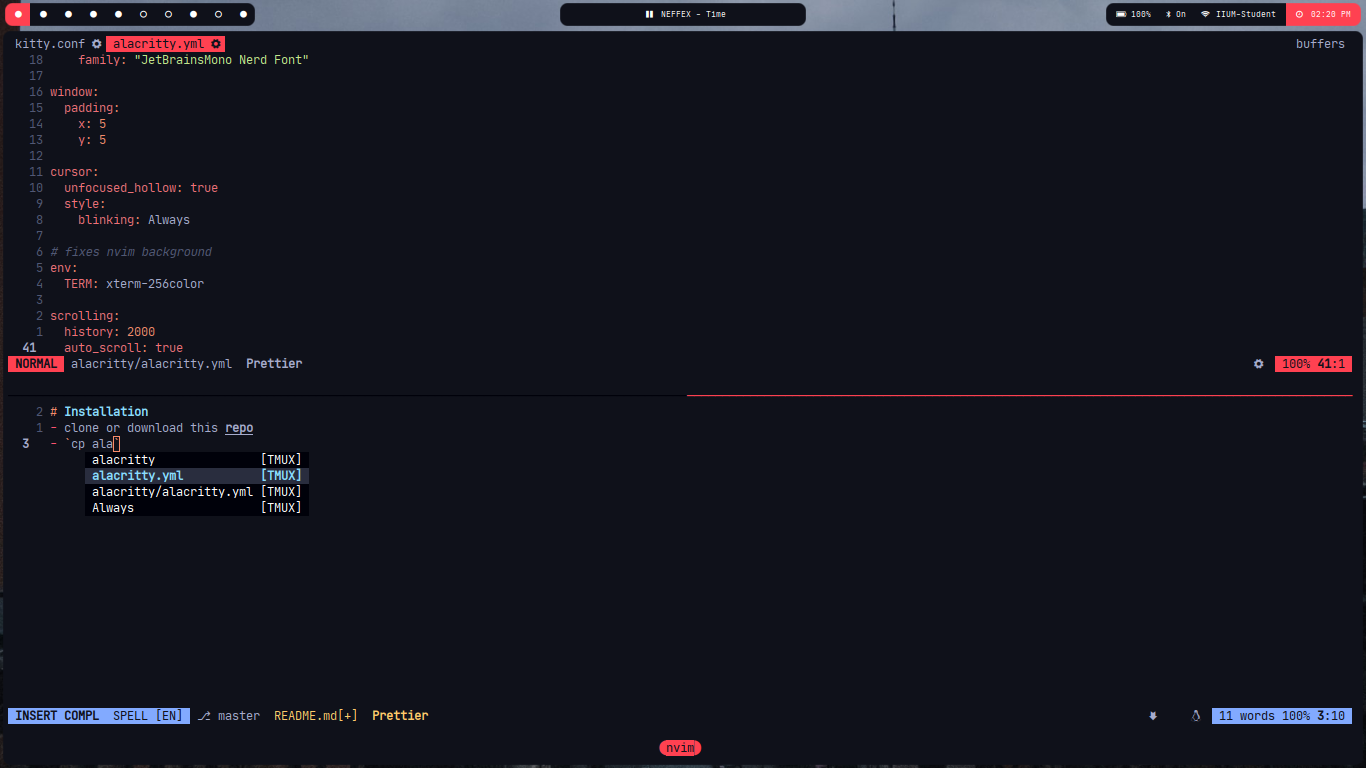 NEFFEX - Time
100% On IIUM-Student 02:20 PM
kitty.conf alacritty.yml buffers
18 family: "JetBrainsMono Nerd Font"
17
16 window:
15 padding:
14 x: 5
13 y: 5
12
11 cursor:
10 unfocused_hollow: true
9 style:
8 blinking: Always
7
6 # fixes nvim background
5 env:
4 TERM: xterm-256color
3
2 scrolling:
1 history: 2000
41 auto_scroll: true
NORMAL alacritty/alacritty.yml Prettier 100% 41:1
2 # Installation
1 - clone or download this repo
3 - `cp ala`
alacritty [TMUX]
alacritty.yml [TMUX]
alacritty/alacritty.yml [TMUX]
Always [TMUX]
INSERT COMPL SPELL [EN] master README.md[+] Prettier 11 words 100% 3:10
nvim